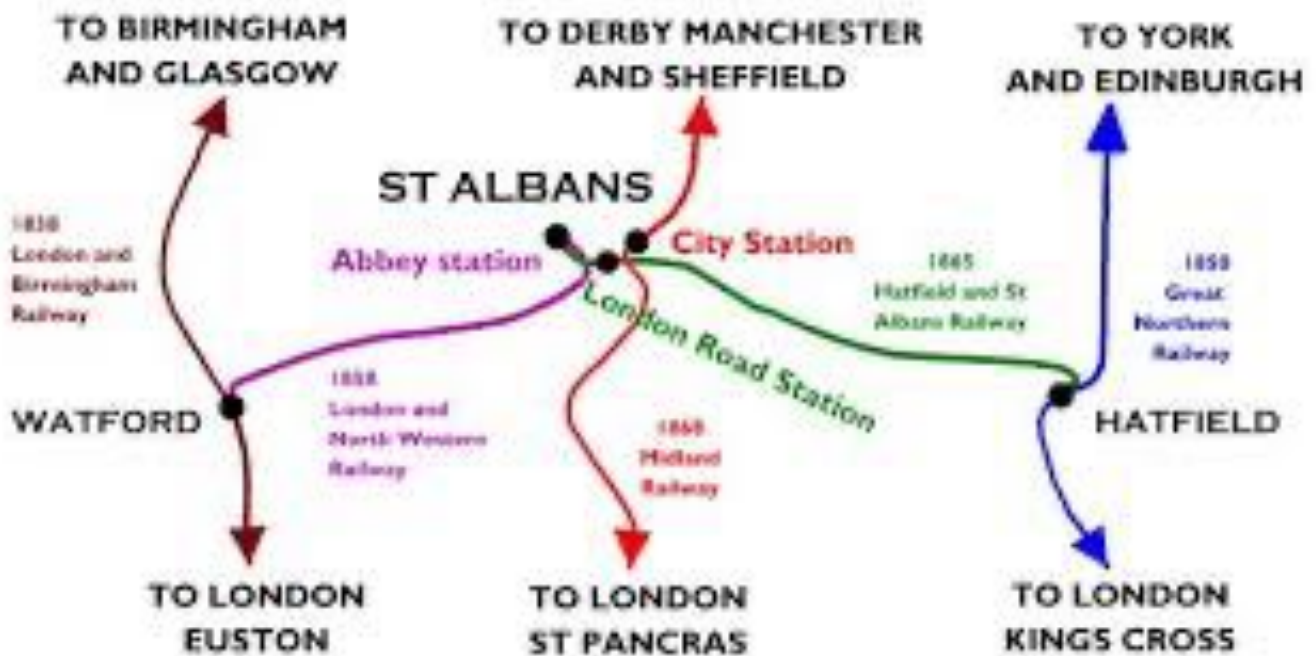 TO BIRMINGHAM
AND GLASGOW
TO DERBY MANCHESTER
AND SHEFFIELD
TO YORK
AND EDINBURGH
ST ALBANS
London and
Birmingham
Railway
Abbey station
City Station
London Road Station
1865
Hatfield and St
Albans Railway
1850
Great
Northern
Railway
WATFORD
1858
London and
North Western
Railway
1868
Midland
Railway
HATFIELD
TO LONDON
EUSTON
TO LONDON
ST PANCRAS
TO LONDON
KINGS CROSS